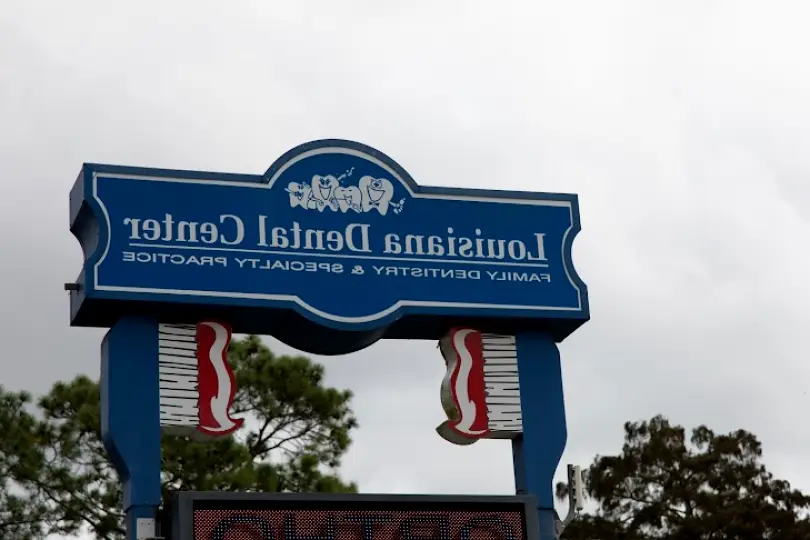 Louisiana Dental Center
FAMILY DENTISTRY & SPECIALTY PRACTICE